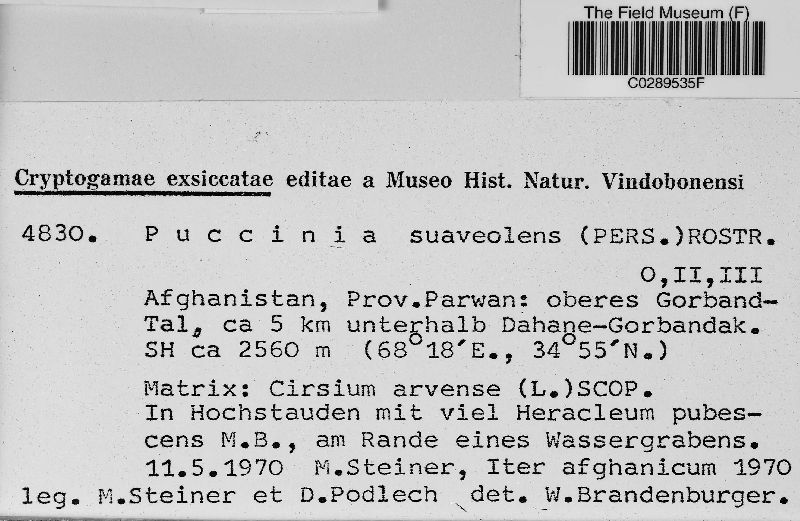 The Field Museum (F)
C0289535F
Cryptogamae exsiccatae editae a Museo Hist. Natur. Vindobonensi
4830. P u c c i n i a suaveolens (PERS.)ROSTR.
O,II,III
Afghanistan, Prov.Parwan: oberes Gorband-
Tal, ca 5 km unterhalb Dahane-Gorbandak.
SH ca 2560 m (68°18′E., 34°55′N.)
Matrix: Cirsium arvense (L.)SCOP.
In Hochstauden mit viel Heracleum pubes-
cens M.B., am Rande eines Wassergrabens.
11.5.1970 M.Steiner, Iter afghanicum 1970
leg. M.Steiner et D.Podlech det. W.Brandenburger.